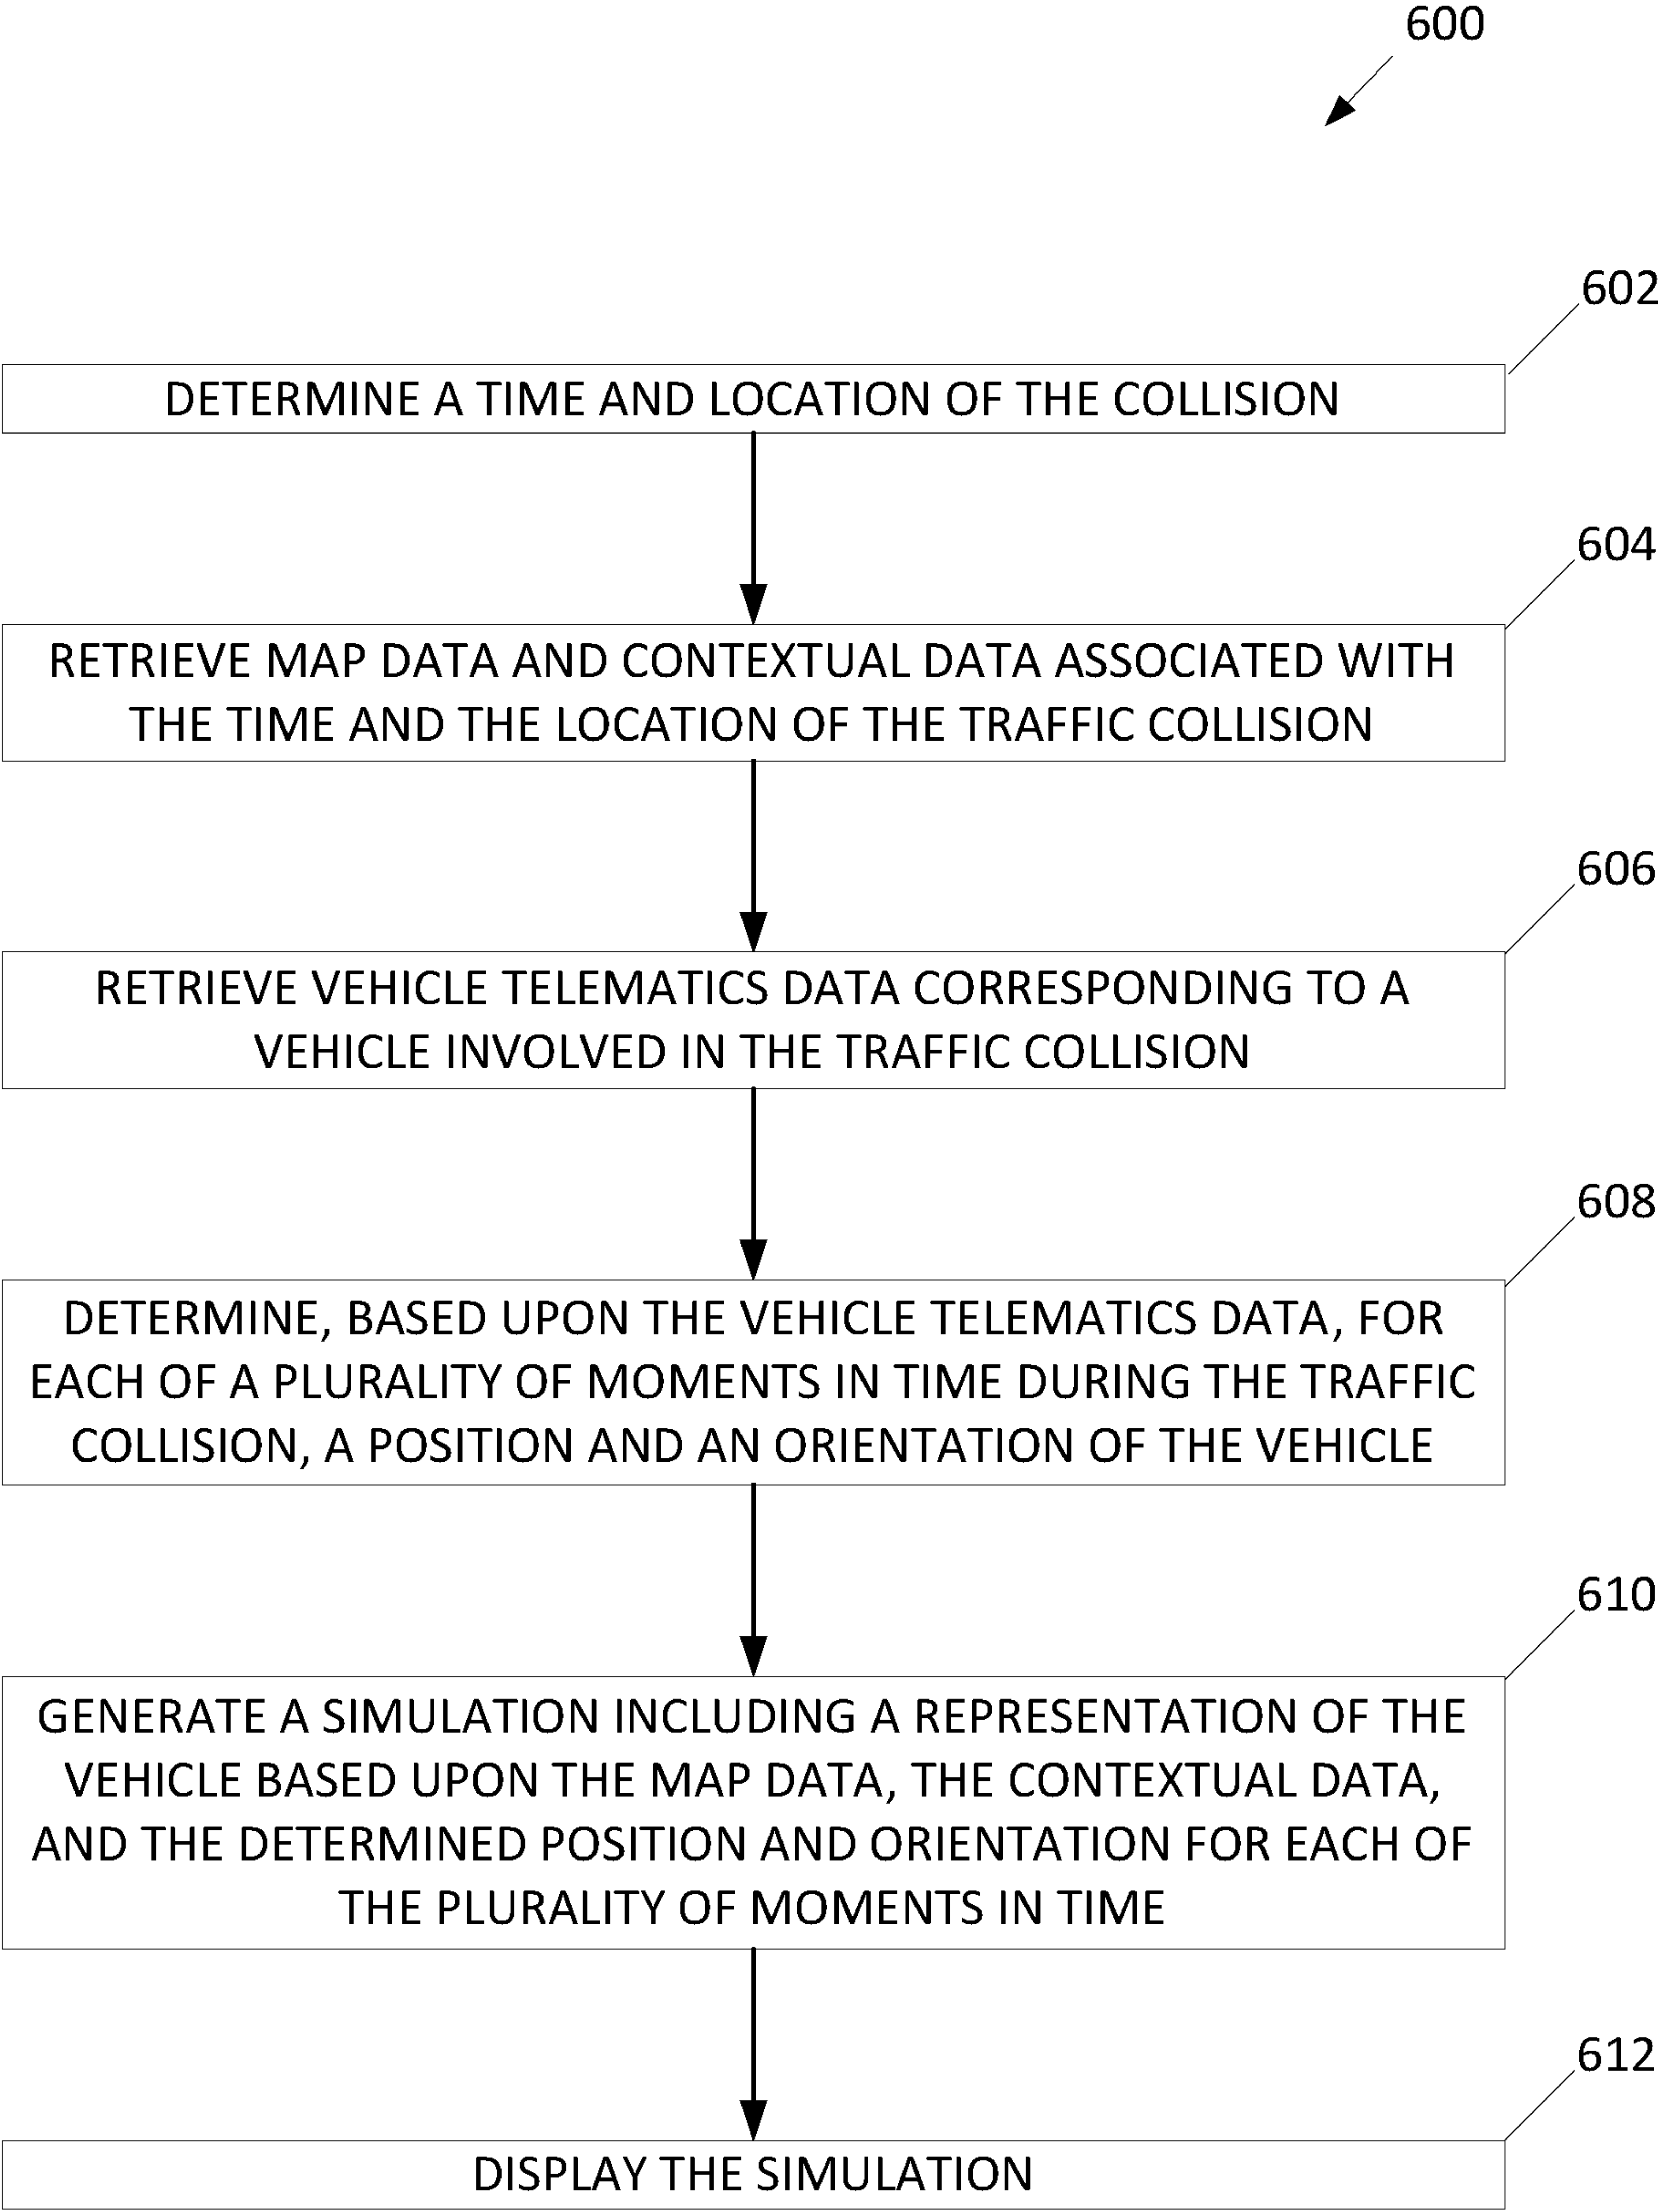 600
602
DETERMINE A TIME AND LOCATION OF THE COLLISION
604
RETRIEVE MAP DATA AND CONTEXTUAL DATA ASSOCIATED WITH
THE TIME AND THE LOCATION OF THE TRAFFIC COLLISION
606
RETRIEVE VEHICLE TELEMATICS DATA CORRESPONDING TO A
VEHICLE INVOLVED IN THE TRAFFIC COLLISION
608
DETERMINE, BASED UPON THE VEHICLE TELEMATICS DATA, FOR
EACH OF A PLURALITY OF MOMENTS IN TIME DURING THE TRAFFIC
COLLISION, A POSITION AND AN ORIENTATION OF THE VEHICLE
610
GENERATE A SIMULATION INCLUDING A REPRESENTATION OF THE
VEHICLE BASED UPON THE MAP DATA, THE CONTEXTUAL DATA,
AND THE DETERMINED POSITION AND ORIENTATION FOR EACH OF
THE PLURALITY OF MOMENTS IN TIME
612
DISPLAY THE SIMULATION